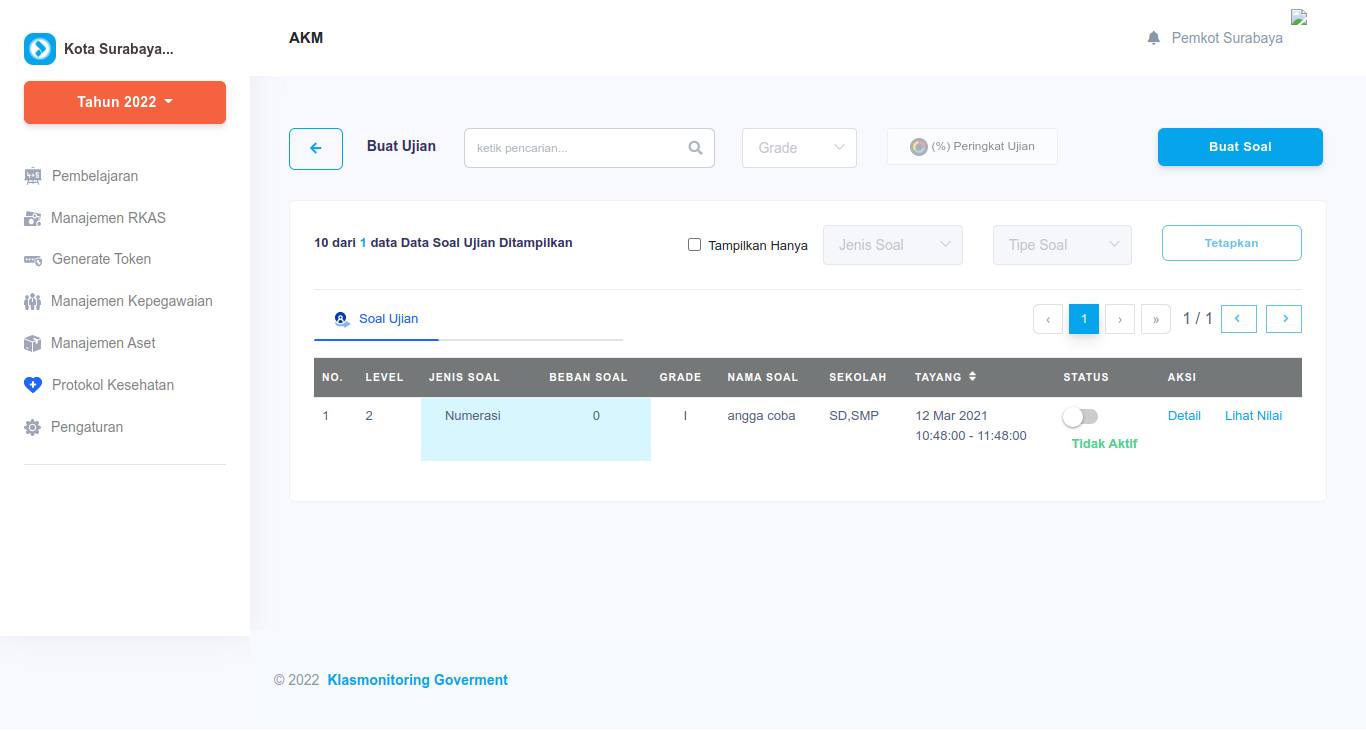 Kota Surabaya...
AKM
Pemkot Surabaya
Tahun 2022
Pembelajaran
Manajemen RKAS
Generate Token
Manajemen Kepegawaian
Manajemen Aset
Protokol Kesehatan
Pengaturan
Buat Ujian
ketik pencarian...
Grade
(%) Peringkat Ujian
Buat Soal
10 dari 1 data Data Soal Ujian Ditampilkan
Tampilkan Hanya
Jenis Soal
Tipe Soal
Tetapkan
Soal Ujian
‹ 1 › » 1 / 1
NO. LEVEL JENIS SOAL BEBAN SOAL GRADE NAMA SOAL SEKOLAH TAYANG STATUS AKSI
1 2 Numerasi 0 I angga coba SD,SMP 12 Mar 2021 Detail Lihat Nilai
10:48:00 - 11:48:00
Tidak Aktif
© 2022 Klasmonitoring Goverment